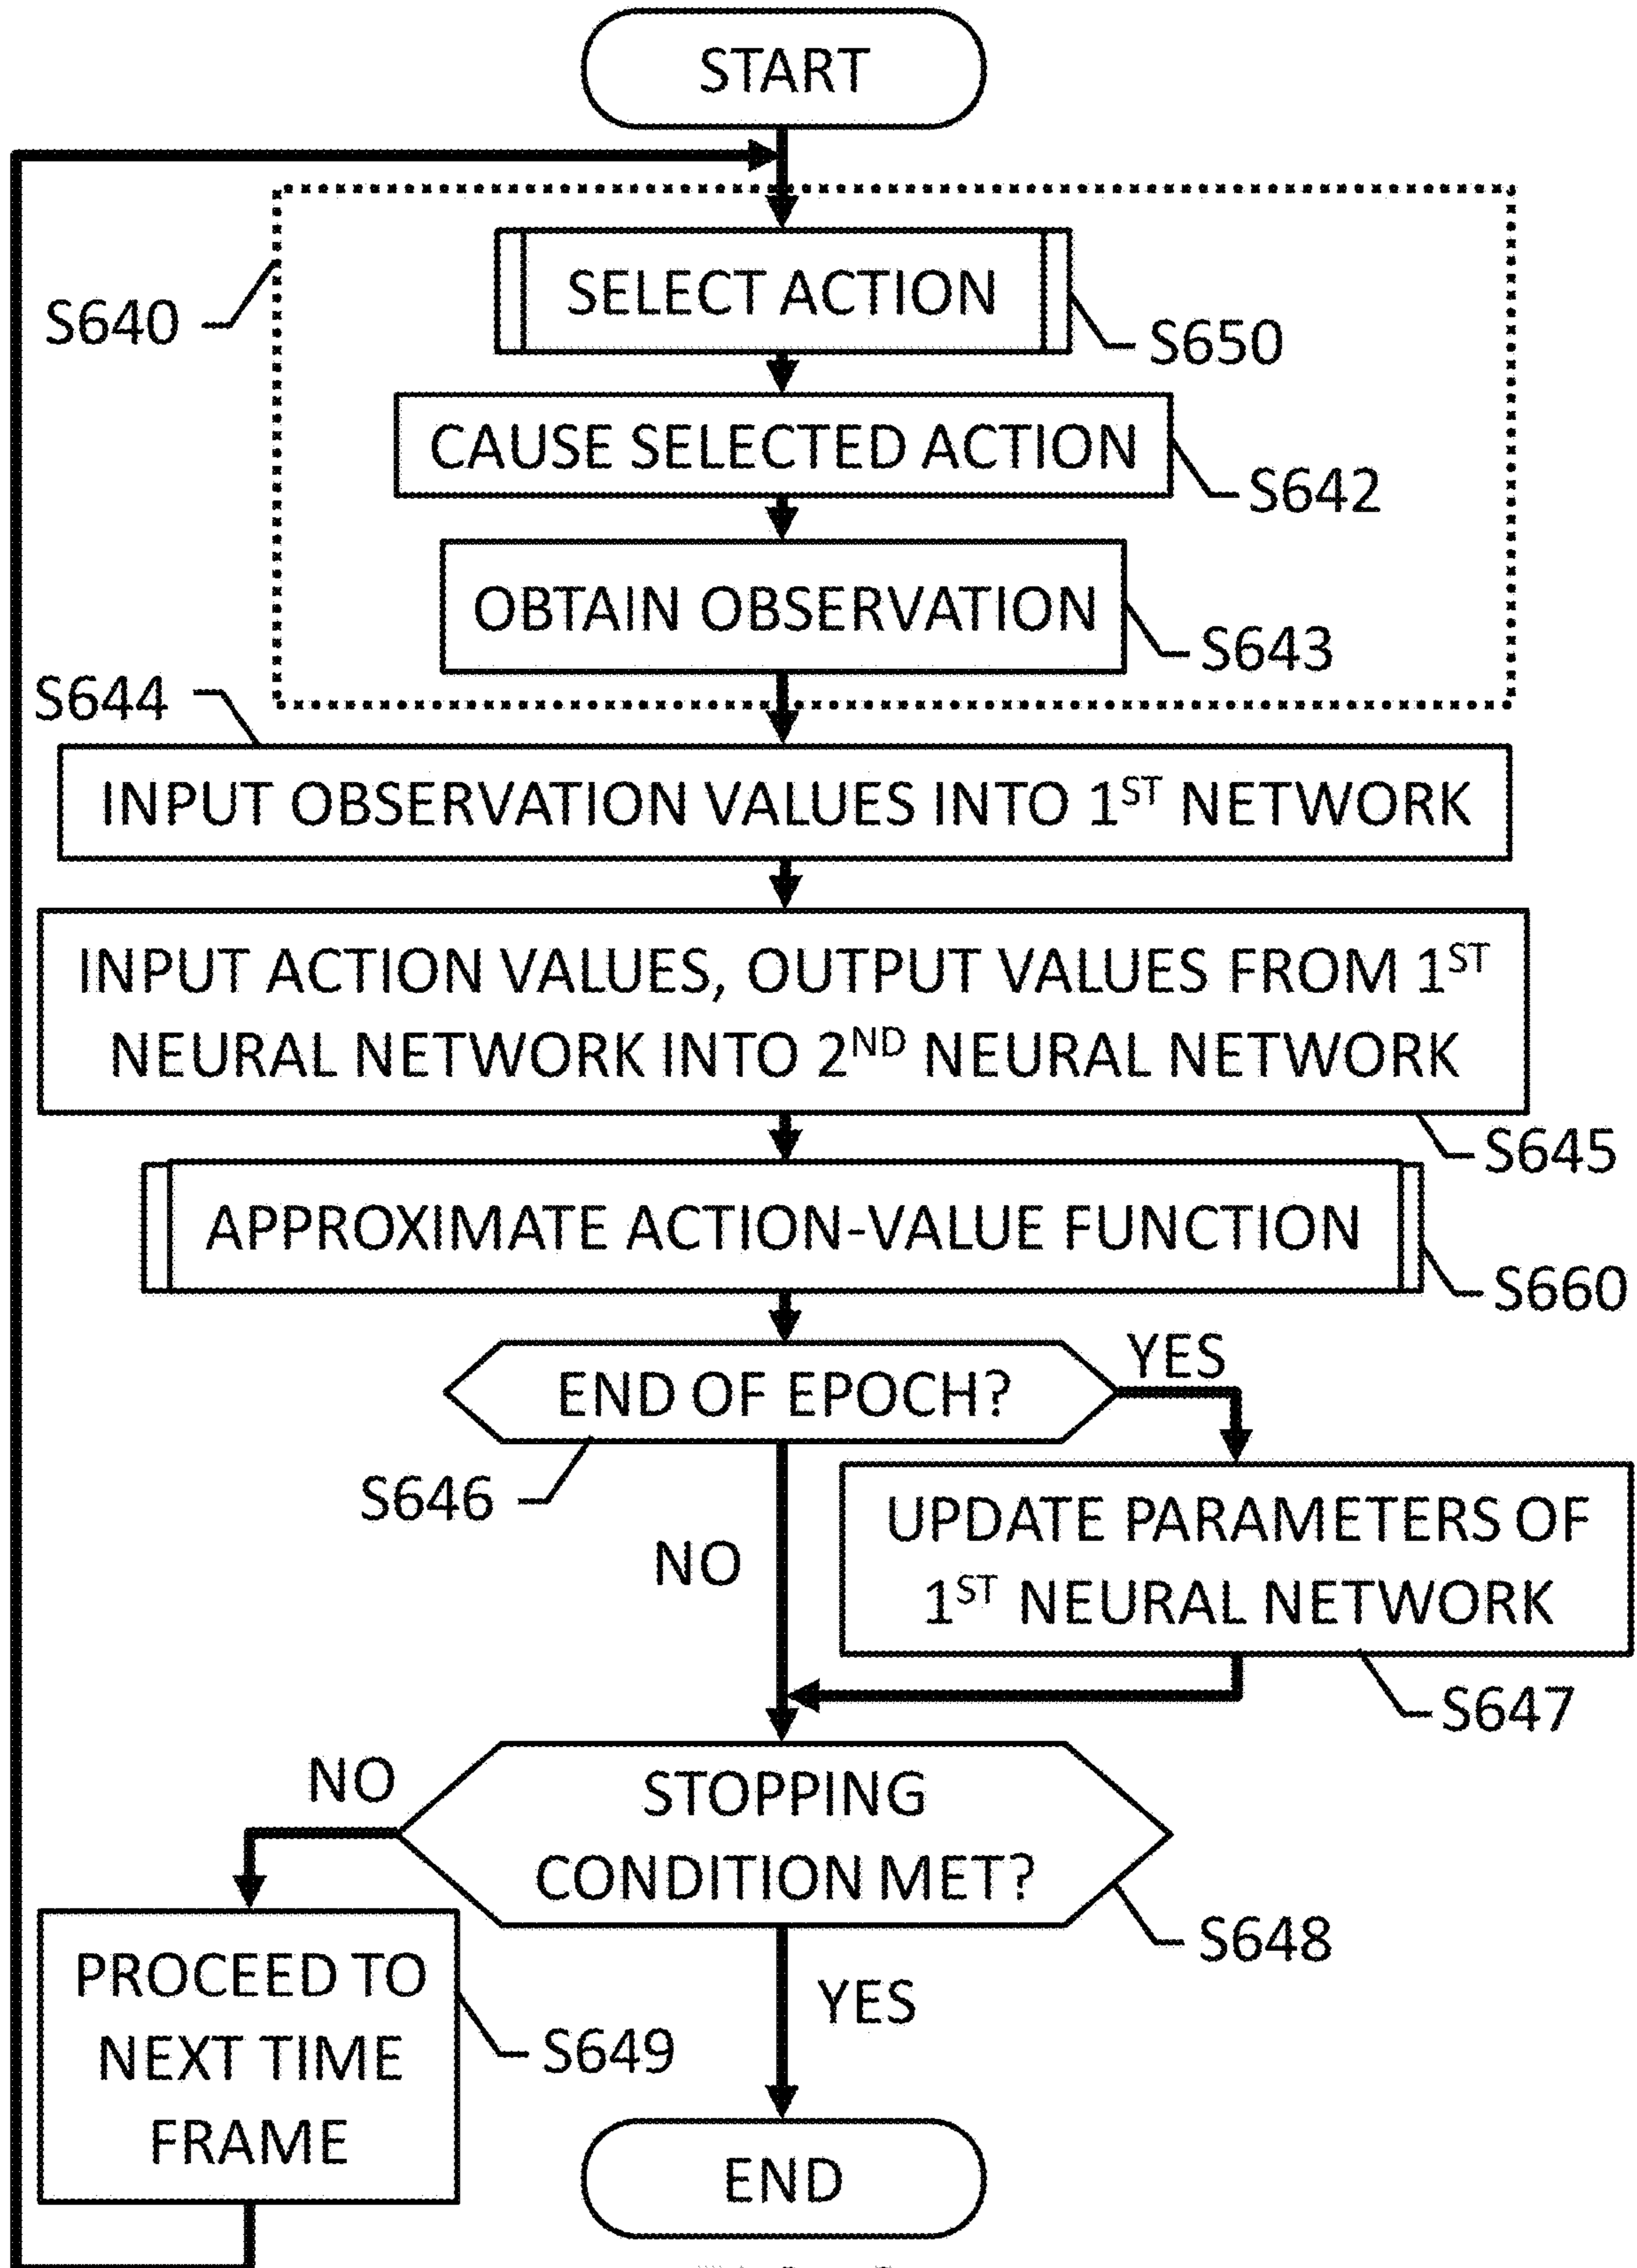 START
SELECT ACTION
S640
S650
CAUSE SELECTED ACTION
S642
OBTAIN OBSERVATION
S643
S644
INPUT OBSERVATION VALUES INTO 1ST NETWORK
INPUT ACTION VALUES, OUTPUT VALUES FROM 1ST
NEURAL NETWORK INTO 2ND NEURAL NETWORK
S645
APPROXIMATE ACTION-VALUE FUNCTION
S660
YES
END OF EPOCH?
S646
NO
UPDATE PARAMETERS OF
1ST NEURAL NETWORK
S647
NO
STOPPING
CONDITION MET?
S648
YES
PROCEED TO
NEXT TIME
FRAME
S649
END